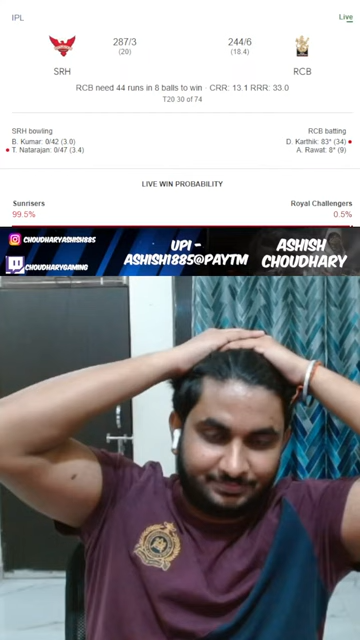 IPL
Live
287/3
(20)
244/6
(18.4)
SRH
RCB
RCB need 44 runs in 8 balls to win · CRR: 13.1 RRR: 33.0
T20 30 of 74
SRH bowling
RCB batting
B. Kumar: 0/42 (3.0)
D. Karthik: 83* (34)
T. Natarajan: 0/47 (3.4)
A. Rawat: 8* (9)
LIVE WIN PROBABILITY
Sunrisers
Royal Challengers
99.5%
0.5%
CHOUDHARYASHISH885
CHOUDHARYGAMING
UPI -
ASHISH1885@PAYTM
ASHISH
CHOUDHARY